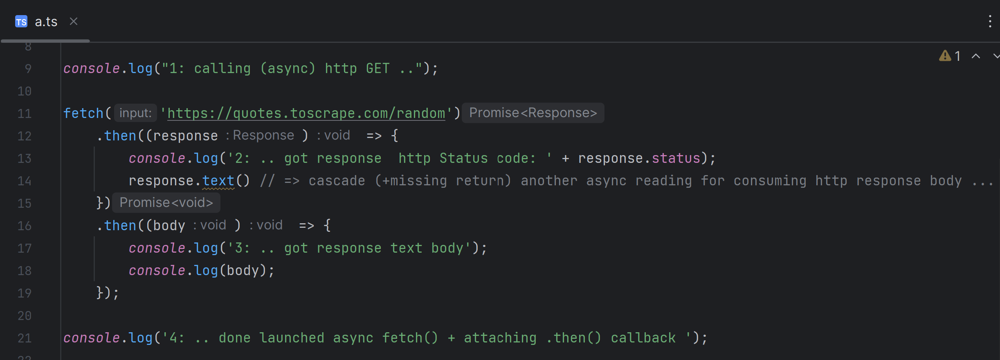 TS a.ts
8
1
9 console.log("1: calling (async) http GET ..");
10
11 fetch( input: 'https://quotes.toscrape.com/random') Promise<Response>
12 .then((response : Response ) : void => {
13 console.log('2: .. got response  http Status code: ' + response.status);
14 response.text() // => cascade (+missing return) another async reading for consuming http response body ...
15 }) Promise<void>
16 .then((body : void ) : void => {
17 console.log('3: .. got response text body');
18 console.log(body);
19 });
20
21 console.log('4: .. done launched async fetch() + attaching .then() callback ');
22